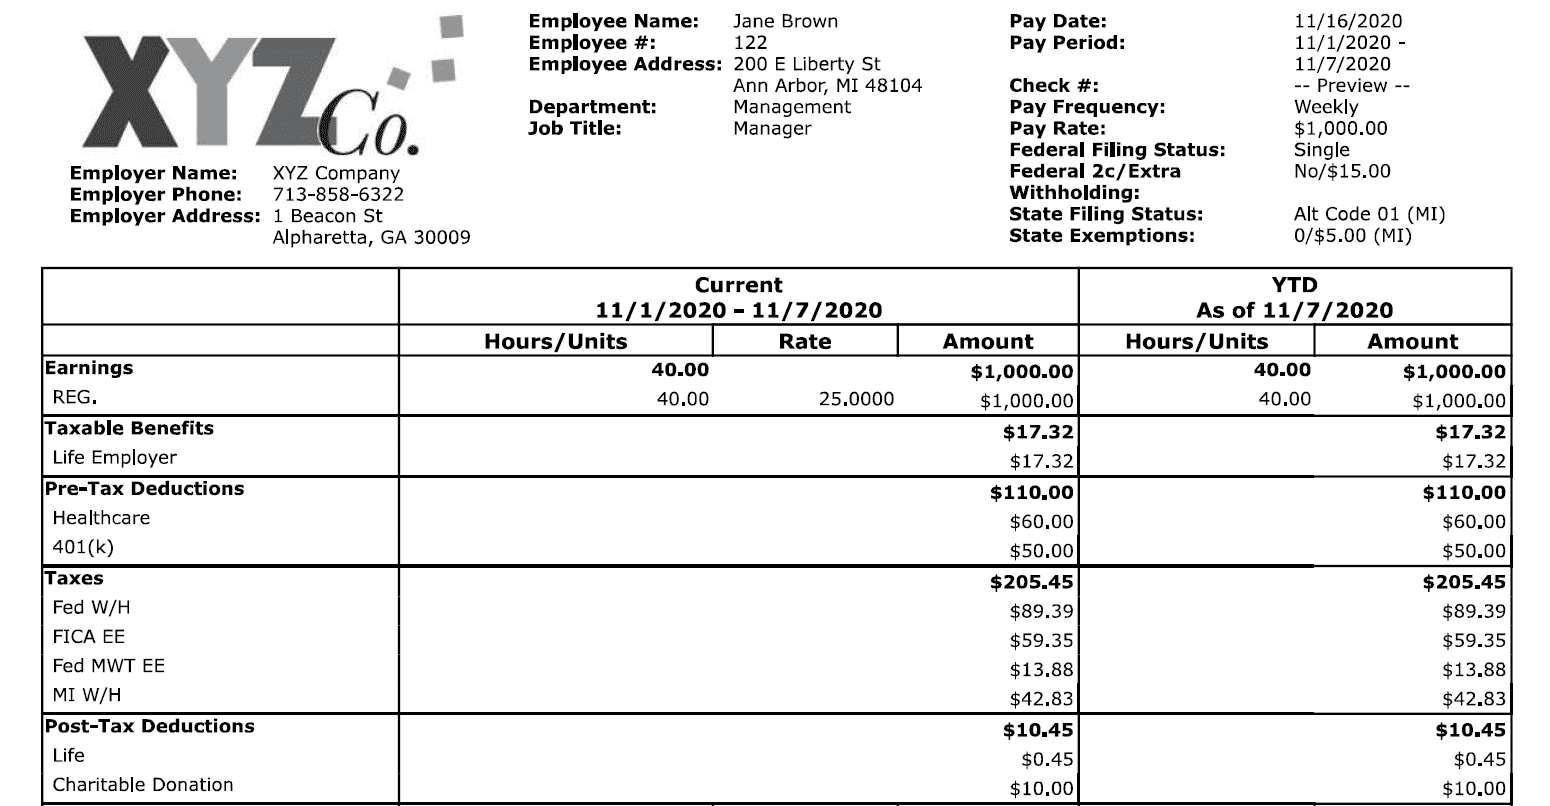 XYZ Co.
Employer Name: XYZ Company
Employer Phone: 713-858-6322
Employer Address: 1 Beacon St
Alpharetta, GA 30009
Employee Name: Jane Brown
Employee #: 122
Employee Address: 200 E Liberty St
Ann Arbor, MI 48104
Department: Management
Job Title: Manager
Pay Date: 11/16/2020
Pay Period: 11/1/2020 -
11/7/2020
Check #: -- Preview --
Pay Frequency: Weekly
Pay Rate: $1,000.00
Federal Filing Status: Single
Federal 2c/Extra No/$15.00
Withholding:
State Filing Status: Alt Code 01 (MI)
State Exemptions: 0/$5.00 (MI)
Current YTD
11/1/2020 – 11/7/2020 As of 11/7/2020
Hours/Units Rate Amount Hours/Units Amount
Earnings 40.00 $1,000.00 40.00 $1,000.00
REG. 40.00 25.0000 $1,000.00 40.00 $1,000.00
Taxable Benefits $17.32 $17.32
Life Employer $17.32 $17.32
Pre-Tax Deductions $110.00 $110.00
Healthcare $60.00 $60.00
401(k) $50.00 $50.00
Taxes $205.45 $205.45
Fed W/H $89.39 $89.39
FICA EE $59.35 $59.35
Fed MWT EE $13.88 $13.88
MI W/H $42.83 $42.83
Post-Tax Deductions $10.45 $10.45
Life $0.45 $0.45
Charitable Donation $10.00 $10.00